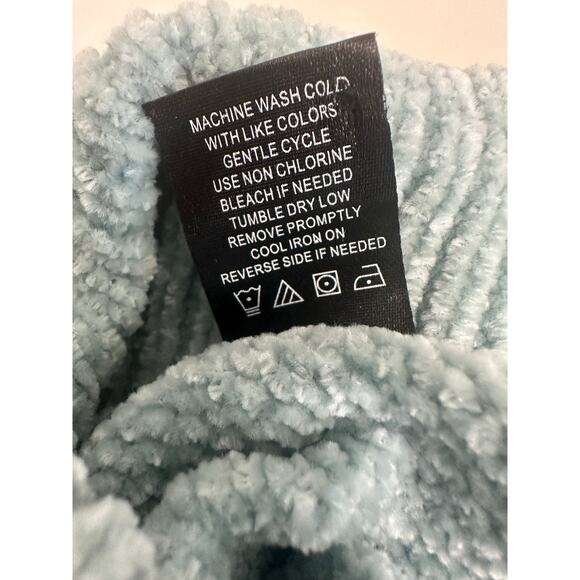 MACHINE WASH COLD
WITH LIKE COLORS
GENTLE CYCLE
USE NON CHLORINE
BLEACH IF NEEDED
TUMBLE DRY LOW
REMOVE PROMPTLY
COOL IRON ON
REVERSE SIDE IF NEEDED